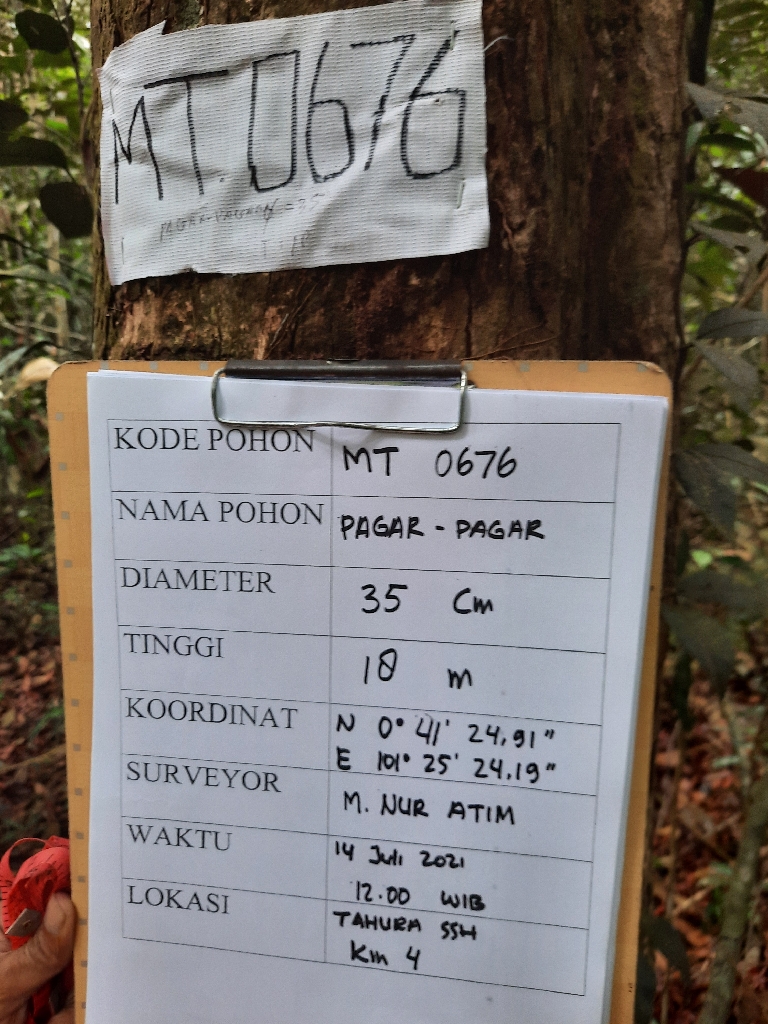 MT 0676
PAGAR-PAGAR
KODE POHON MT 0676
NAMA POHON PAGAR - PAGAR
DIAMETER 35 Cm
TINGGI 18 m
KOORDINAT N 0° 41' 24,91"
E 101° 25' 24,19"
SURVEYOR M. NUR ATIM
WAKTU 14 Juli 2021
12.00 WIB
LOKASI TAHURA SSH
Km 4